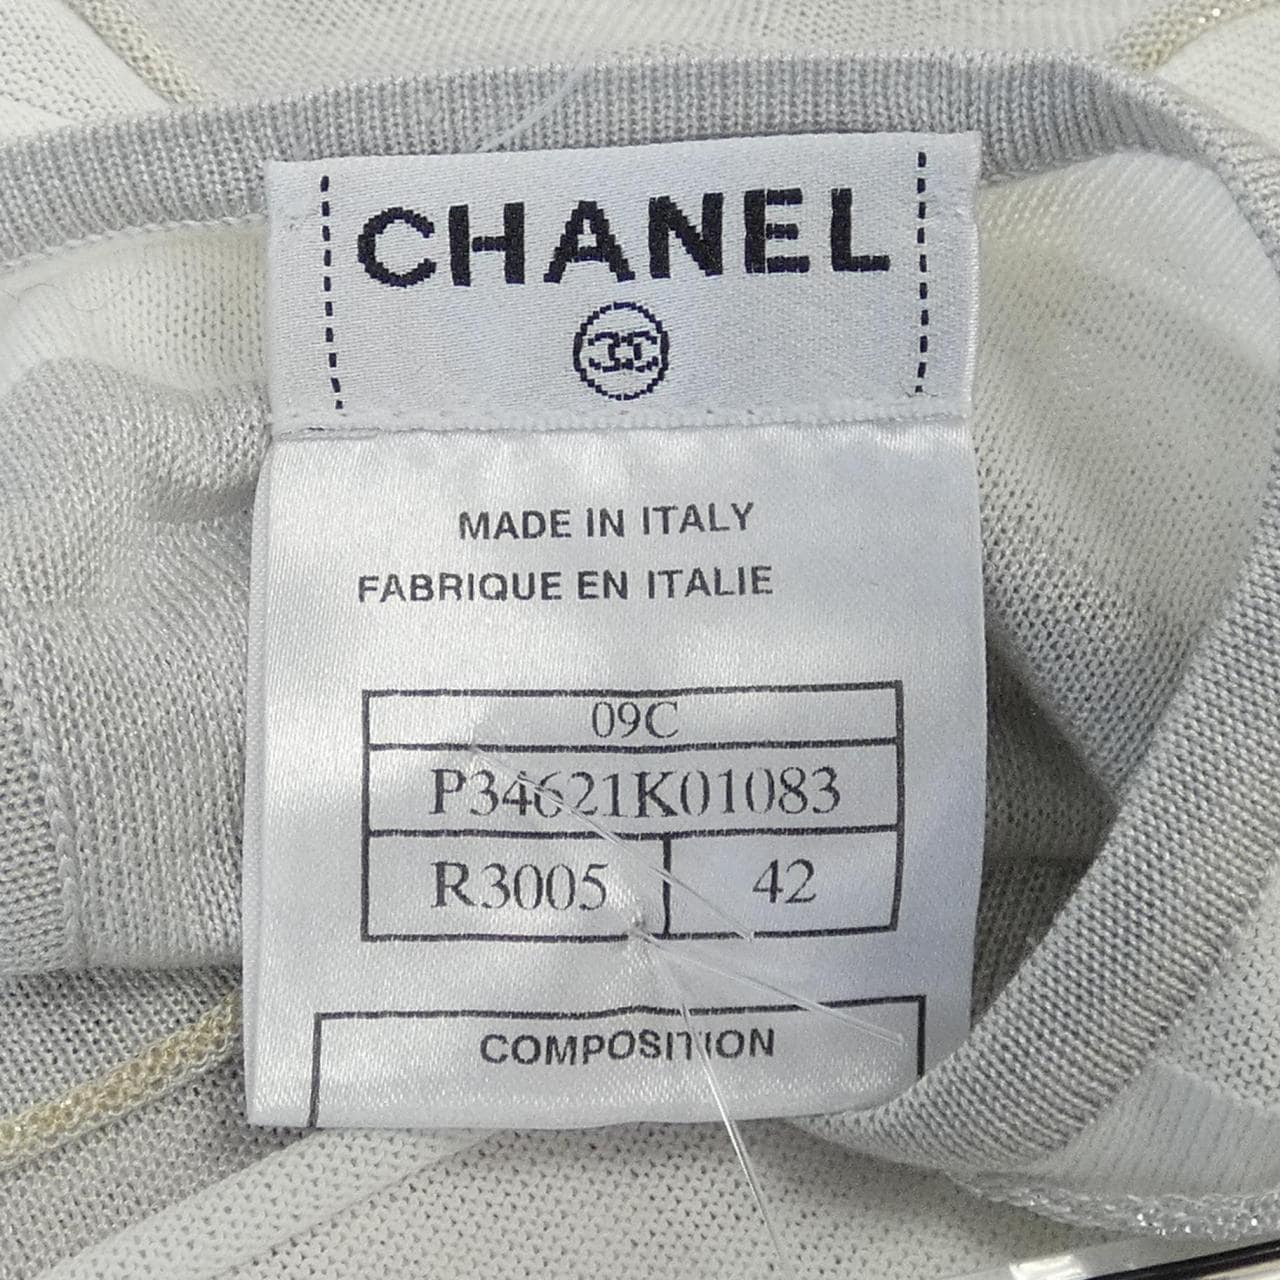 CHANEL
MADE IN ITALY
FABRIQUE EN ITALIE
09C
P34621K01083
R3005 42
COMPOSITION